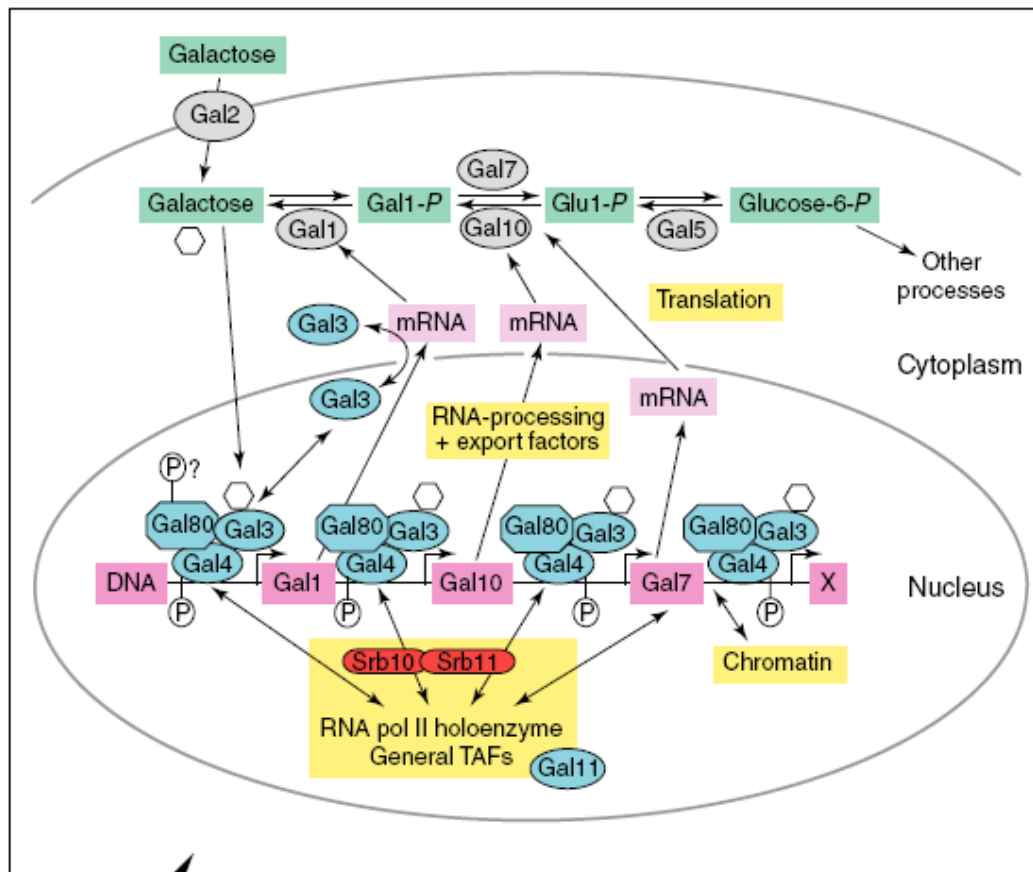 Galactose
Gal2
Galactose
Gal1-P
Gal7
Glu1-P
Glucose-6-P
Gal1
Gal10
Gal5
Other
processes
Translation
Gal3
mRNA
mRNA
Cytoplasm
Gal3
mRNA
RNA-processing
+ export factors
P?
Gal80
Gal3
Gal80
Gal3
Gal80
Gal3
Gal80
Gal3
Gal4
Gal4
Gal4
Gal4
DNA
Gal1
Gal10
Gal7
X
Nucleus
P
P
P
P
Srb10
Srb11
Chromatin
RNA pol II holoenzyme
General TAFs
Gal11